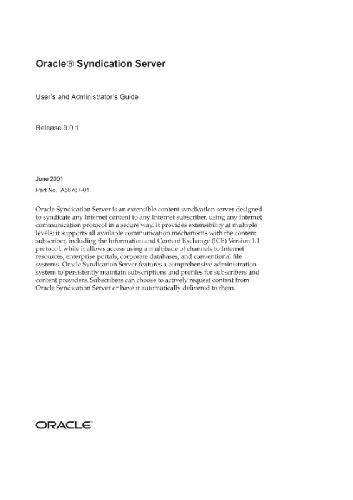 Oracle® Syndication Server
User's and Administrator's Guide
Release 9.0.1
June 2001
Part No. A88787-01
Oracle Syndication Server is an extensible content syndication server designed
to syndicate any Internet content to any Internet subscriber, using any Internet
communication protocol in a secure way. It provides extensibility at multiple
levels; it supports all available communication mechanisms with the content
subscriber, including the Information and Content Exchange (ICE) Version 1.1
protocol, while it allows access using a multitude of channels to Internet
resources, enterprise portals, corporate databases, and conventional file
systems. Oracle Syndication Server features a comprehensive administration
system to persistently maintain subscriptions and profiles for subscribers and
content providers. Subscribers can choose to actively request content from
Oracle Syndication Server or have it automatically delivered to them.
ORACLE